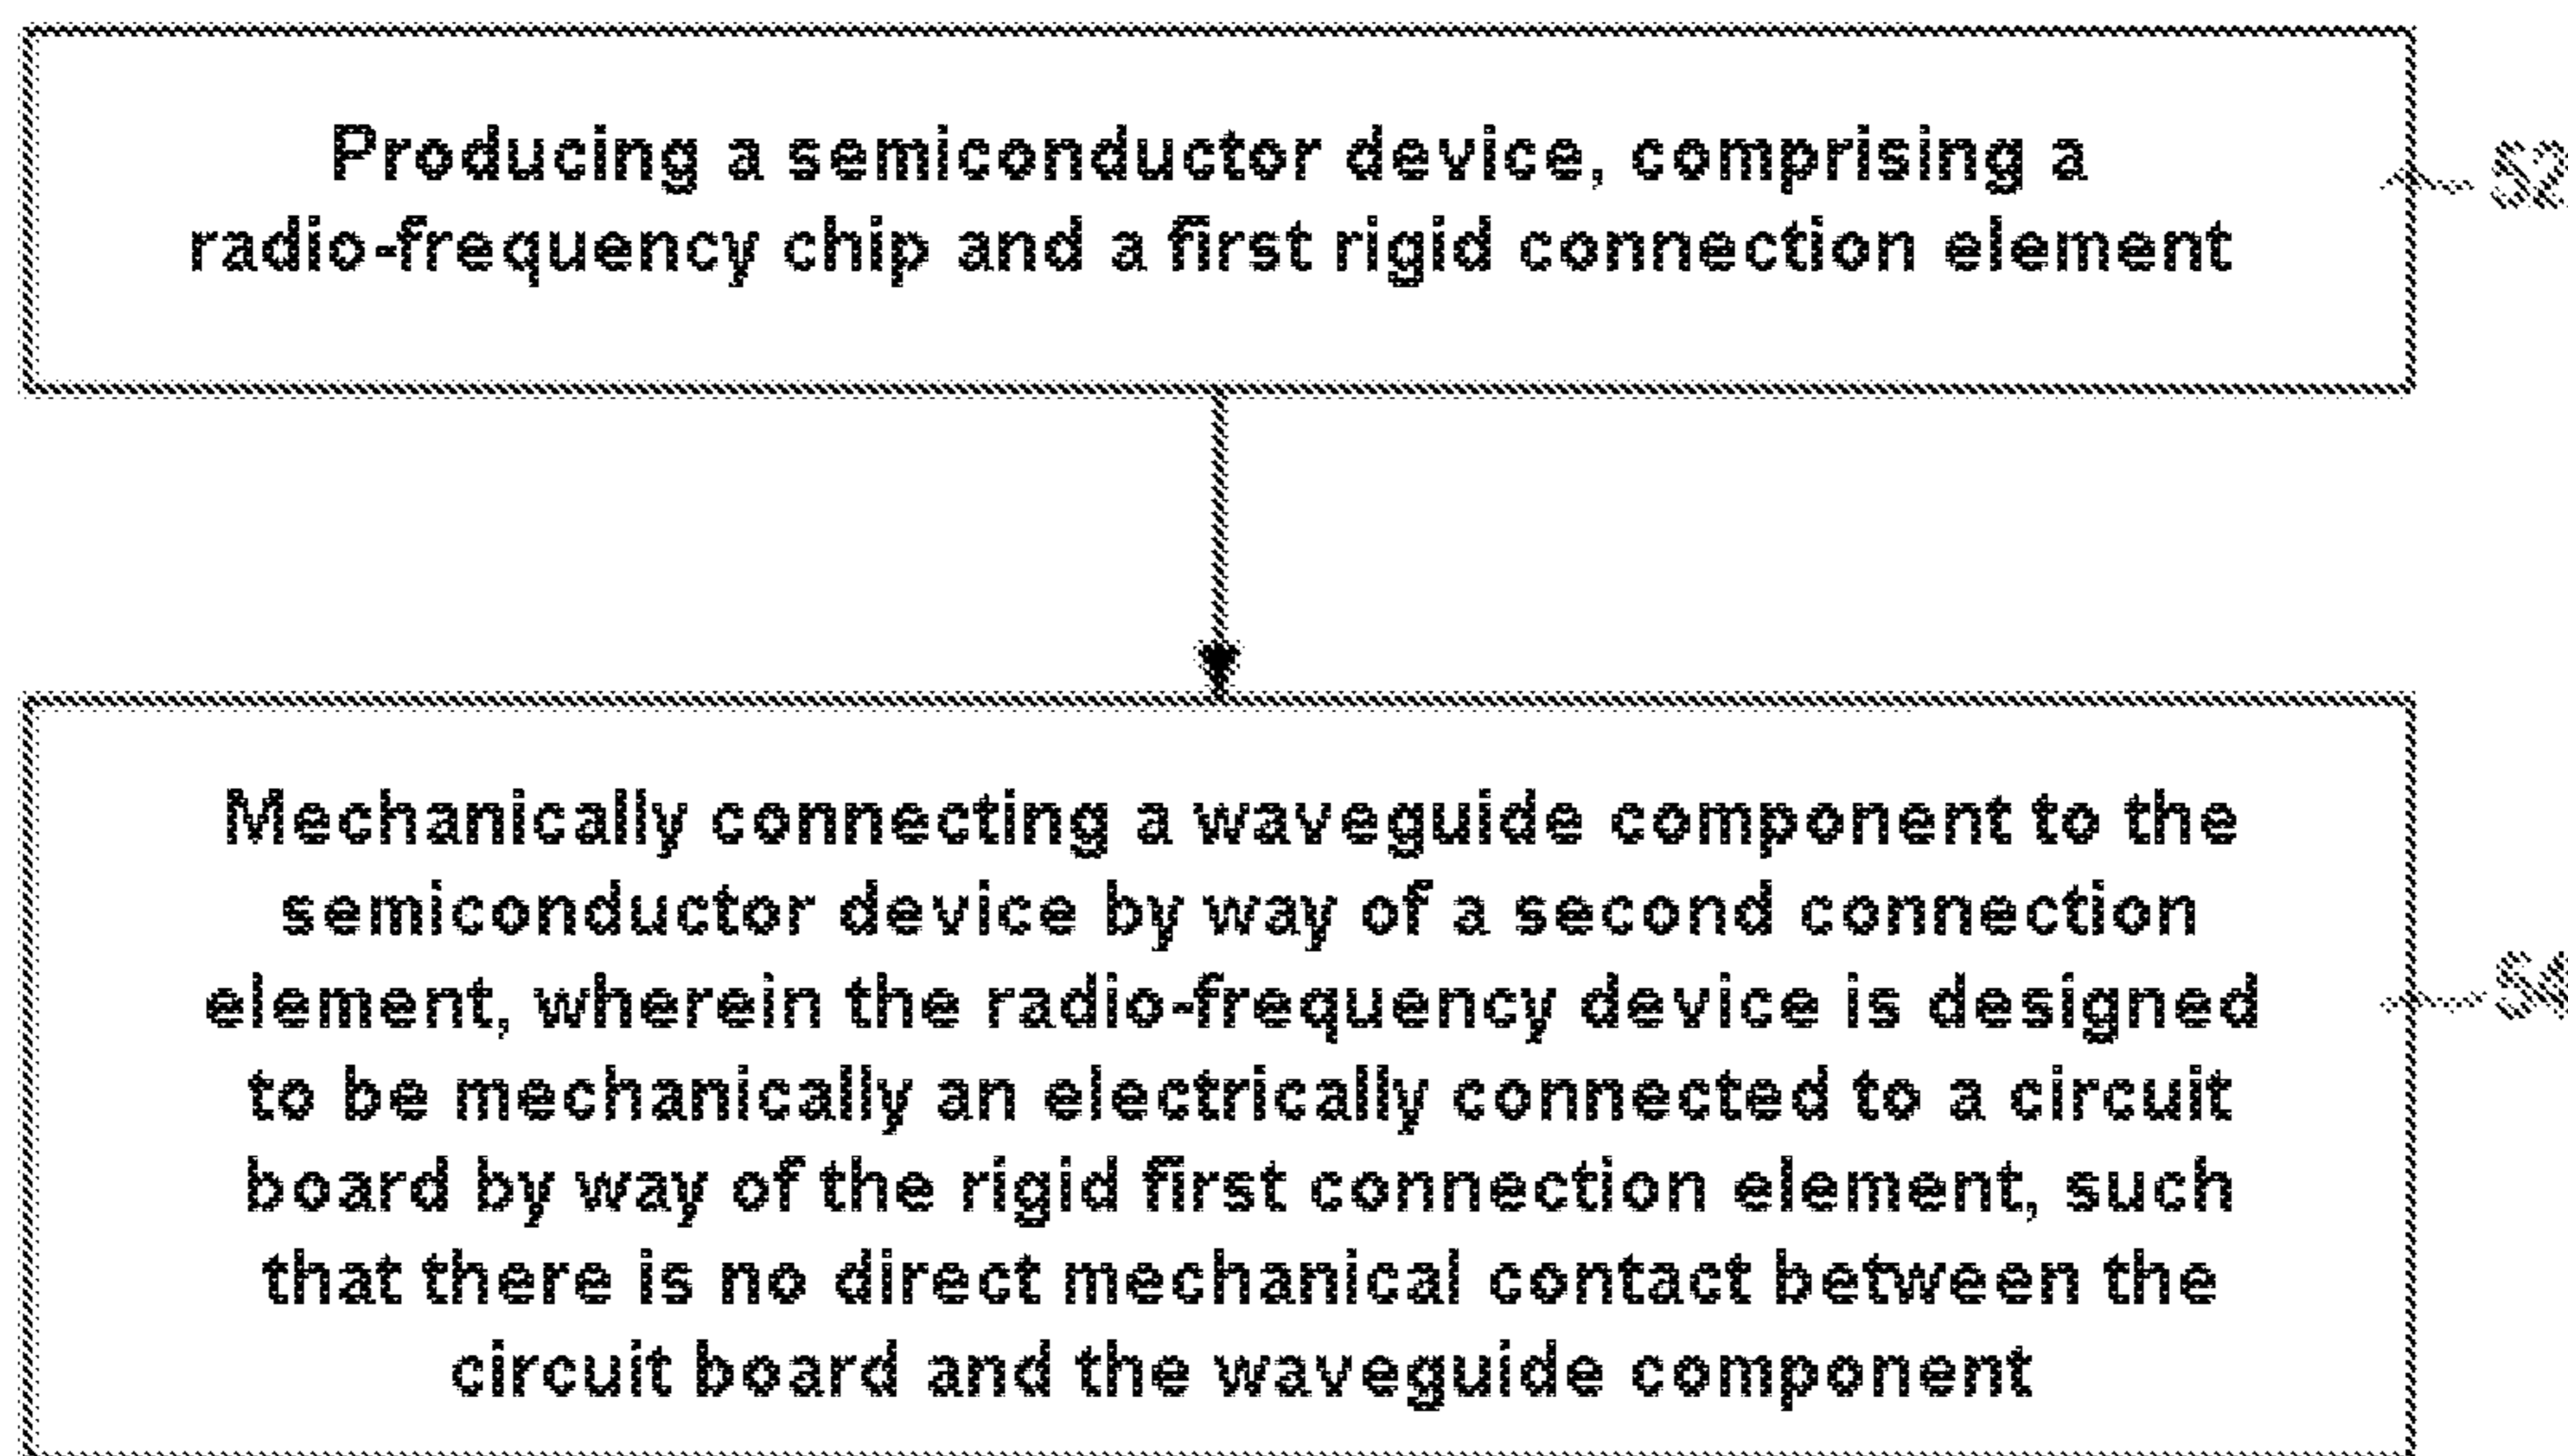 Producing a semiconductor device, comprising a
radio-frequency chip and a first rigid connection element
S2
Mechanically connecting a waveguide component to the
semiconductor device by way of a second connection
element, wherein the radio-frequency device is designed
to be mechanically an electrically connected to a circuit
board by way of the rigid first connection element, such
that there is no direct mechanical contact between the
circuit board and the waveguide component
S4